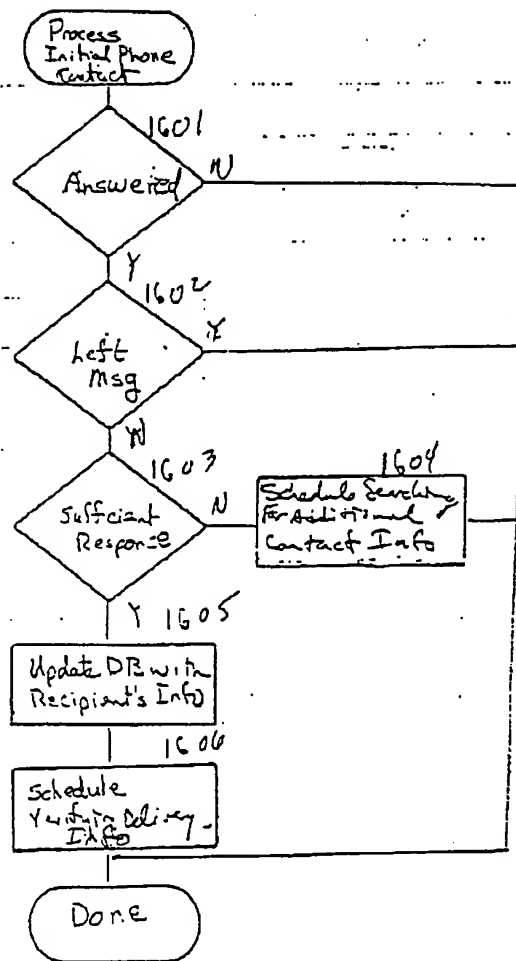 Process
Initial Phone
Contact
1601
Answered
N
Y
1602
Left
Msg
Y
N
1603
Sufficient
Response
N
1604
Schedule Searching
For Additional
Contact Info
Y
1605
Update DB with
Recipient's Info
1606
Schedule
Delivery
Info
Done